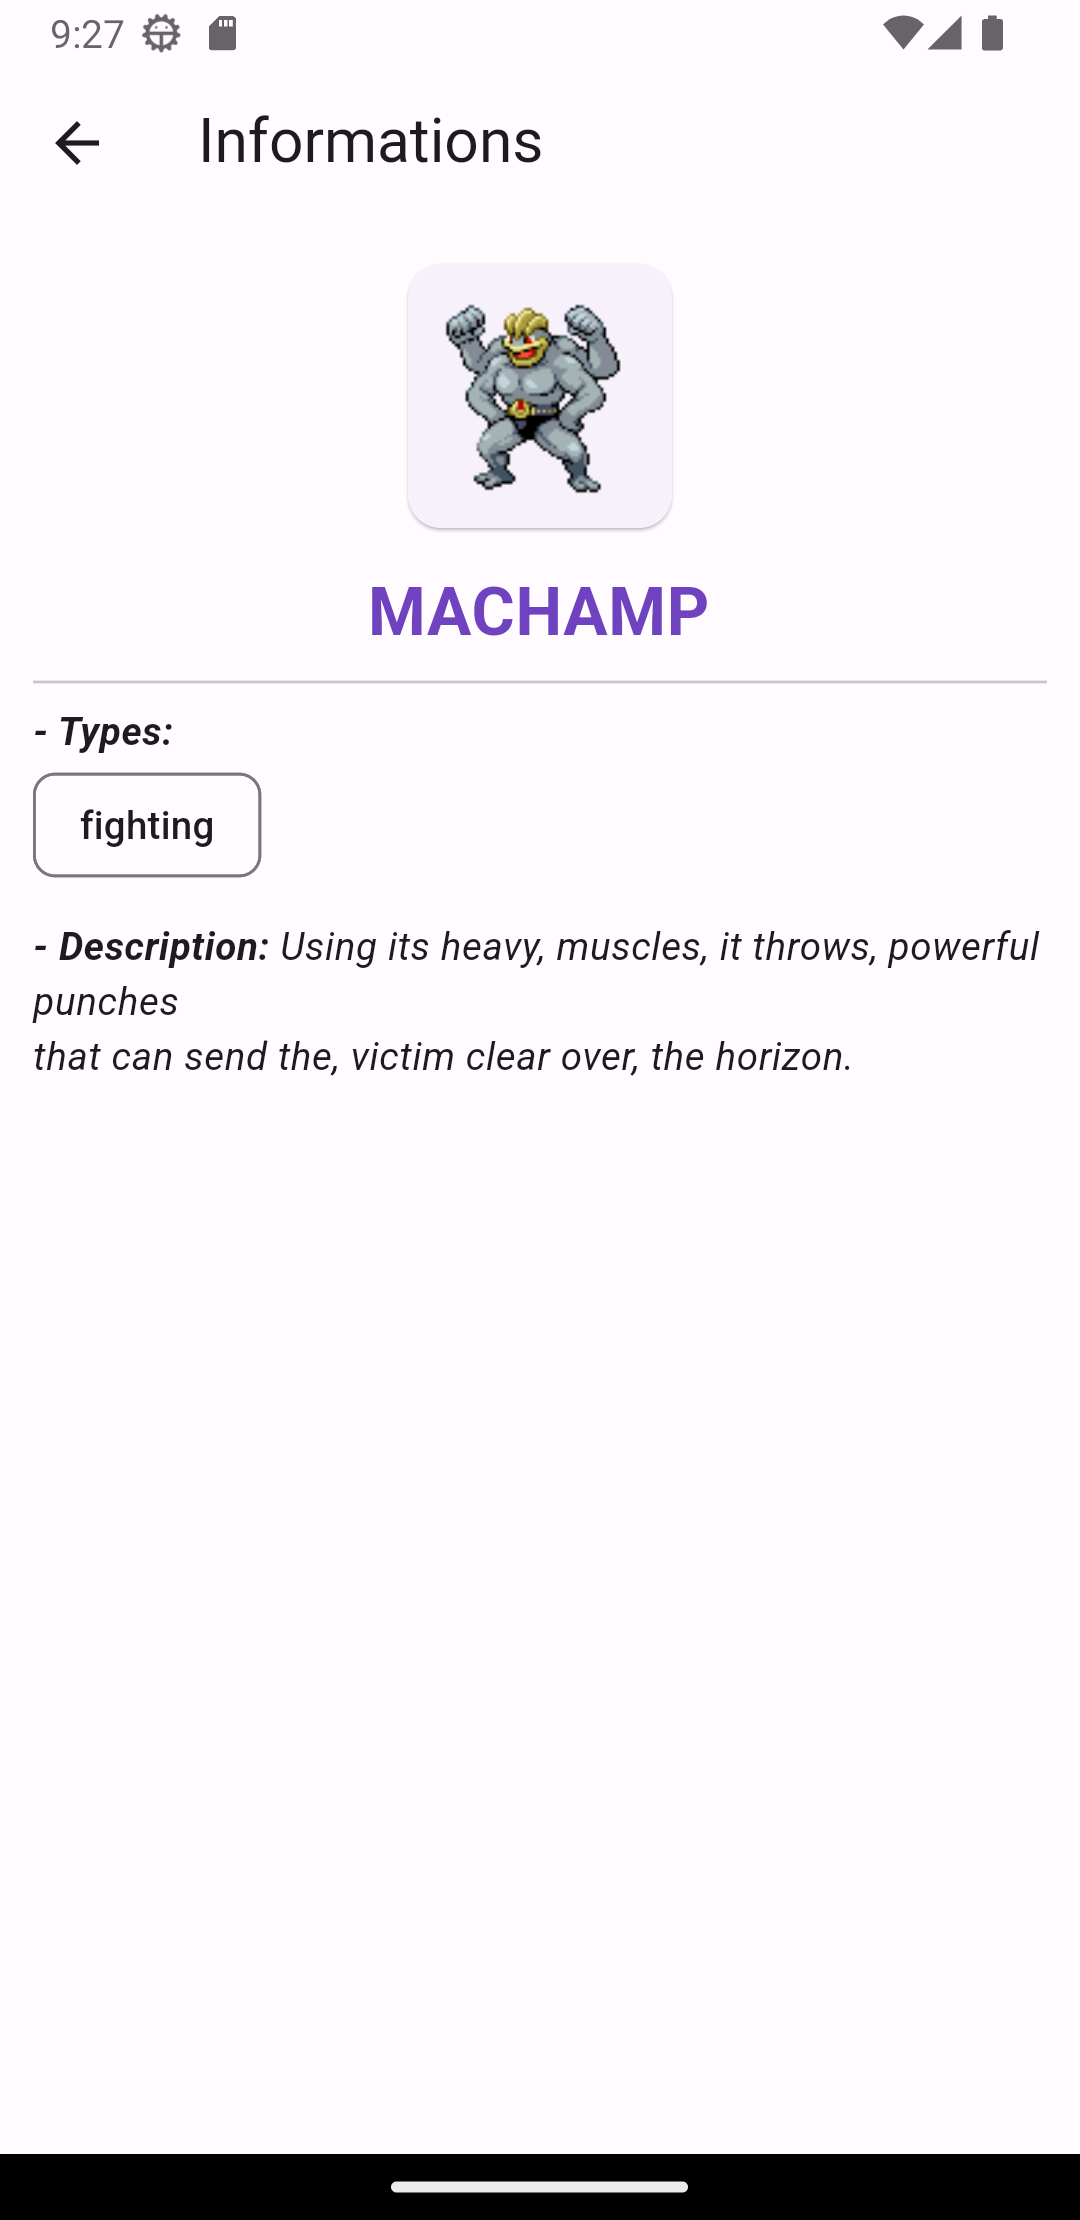 9:27
Informations
MACHAMP
- Types:
fighting
- Description: Using its heavy, muscles, it throws, powerful
punches
that can send the, victim clear over, the horizon.